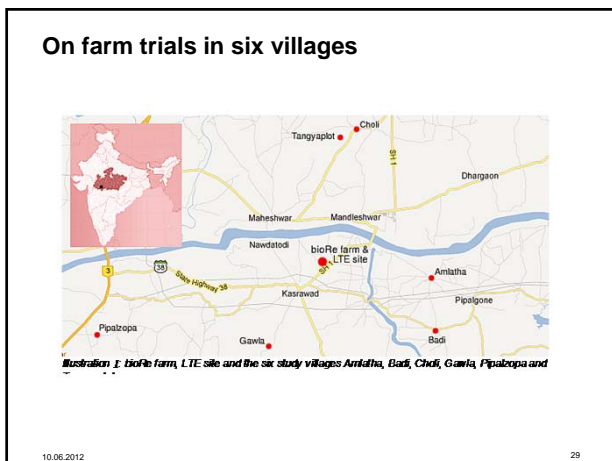 On farm trials in six villages
Choli
Tangyaplot
SH 1
Dhargaon
Maheshwar
Mandleshwar
Nawdatodi
bioRe farm &
LTE site
SH 1
3
38
State Highway 38
Amlatha
Kasrawad
Pipalgone
Pipalzopa
Badi
Gawla
Illustration 1: bioRe farm, LTE site and the six study villages Amlatha, Badi, Choli, Gawla, Pipalzopa and
10.06.2012
29